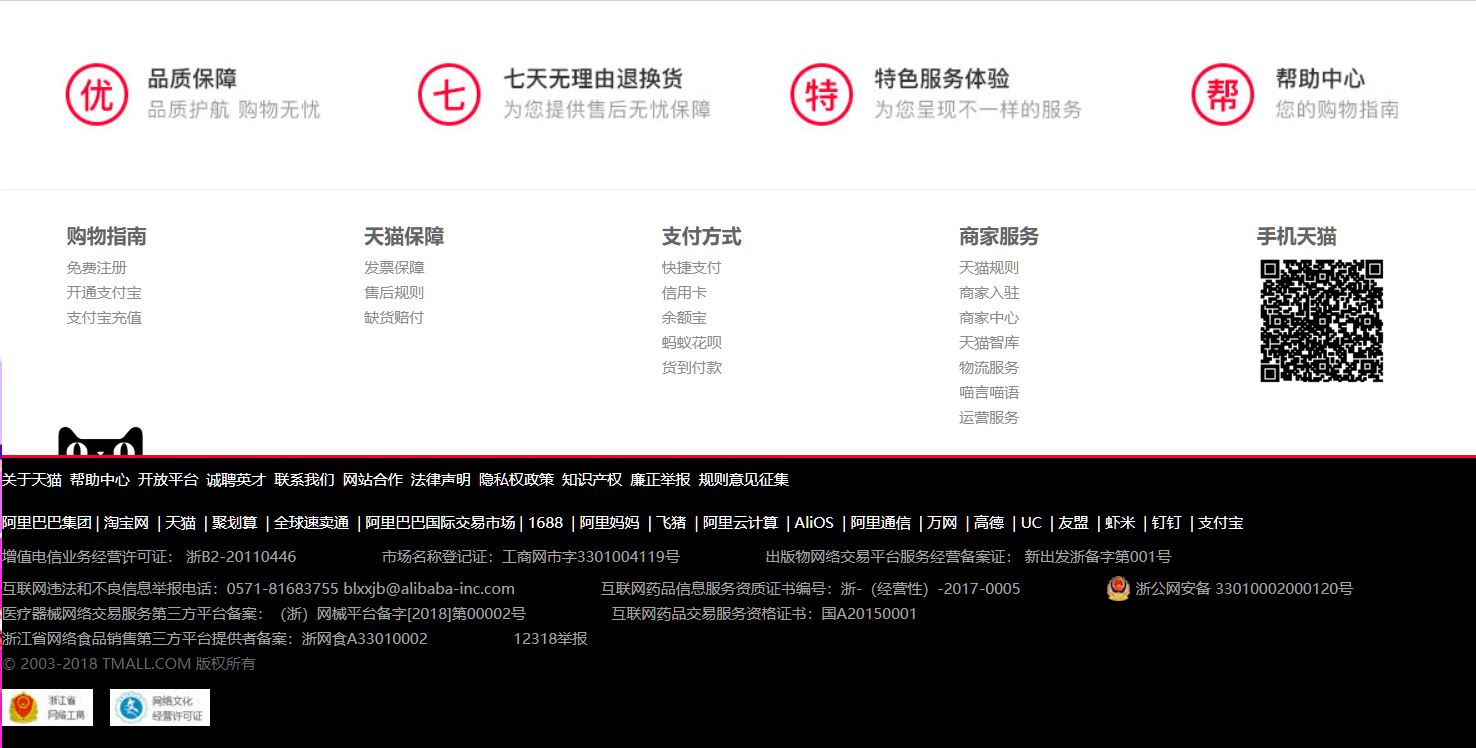 优 品质保障 七 七天无理由退换货 特 特色服务体验 帮 帮助中心
品质护航 购物无忧 为您提供售后无忧保障 为您呈现不一样的服务 您的购物指南
购物指南 天猫保障 支付方式 商家服务 手机天猫
免费注册 发票保障 快捷支付 天猫规则
开通支付宝 售后规则 信用卡 商家入驻
支付宝充值 缺货赔付 余额宝 商家中心
蚂蚁花呗 天猫智库
货到付款 物流服务
喵言喵语
运营服务
关于天猫 帮助中心 开放平台 诚聘英才 联系我们 网站合作 法律声明 隐私权政策 知识产权 廉正举报 规则意见征集
阿里巴巴集团 | 淘宝网 | 天猫 | 聚划算 | 全球速卖通 | 阿里巴巴国际交易市场 | 1688 | 阿里妈妈 | 飞猪 | 阿里云计算 | AliOS | 阿里通信 | 万网 | 高德 | UC | 友盟 | 虾米 | 钉钉 | 支付宝
增值电信业务经营许可证： 浙B2-20110446 市场名称登记证：工商网市字3301004119号 出版物网络交易平台服务经营备案证： 新出发浙备字第001号
互联网违法和不良信息举报电话：0571-81683755 blxxjb@alibaba-inc.com 互联网药品信息服务资质证书编号：浙-（经营性）-2017-0005 浙公网安备 33010002000120号
医疗器械网络交易服务第三方平台备案：（浙）网械平台备字[2018]第00002号 互联网药品交易服务资格证书：国A20150001
浙江省网络食品销售第三方平台提供者备案：浙网食A33010002 12318举报
© 2003-2018 TMALL.COM 版权所有
浙江省 网络文化
网络工商 经营许可证